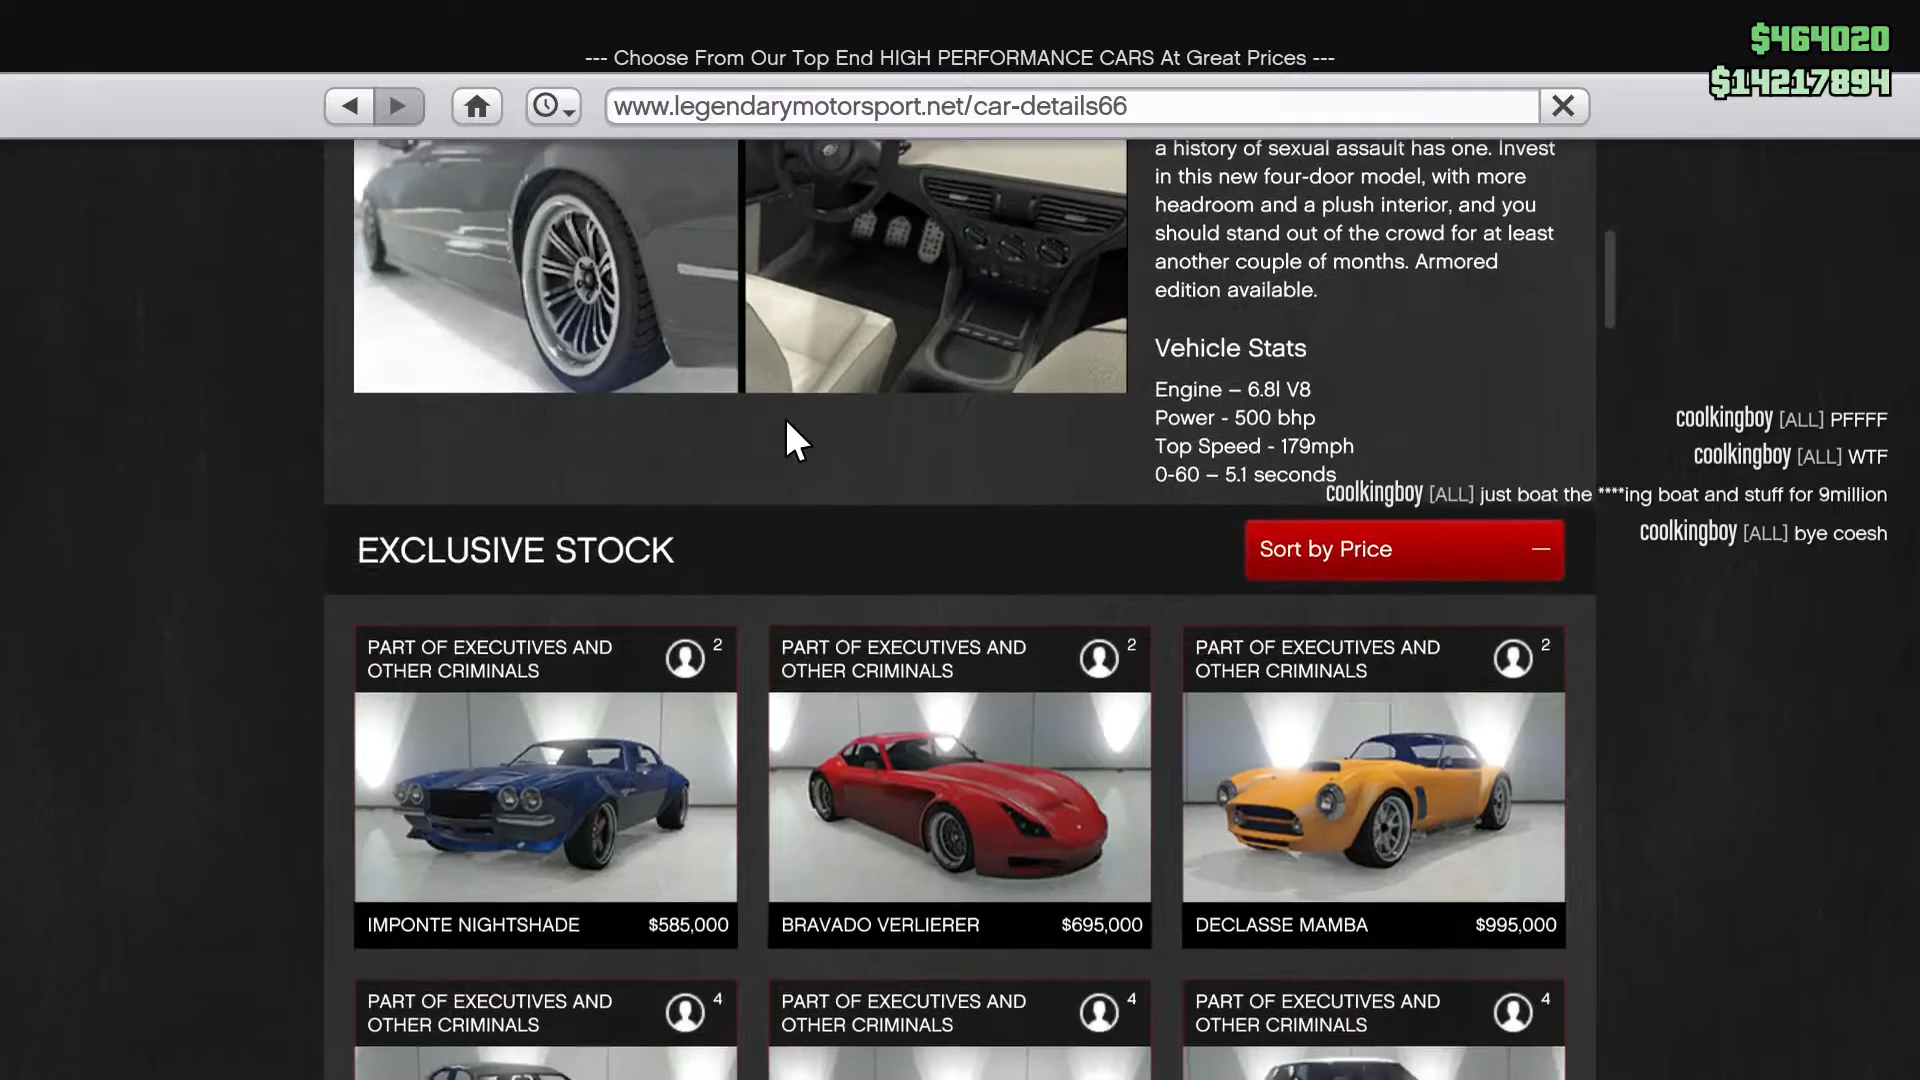 --- Choose From Our Top End HIGH PERFORMANCE CARS At Great Prices ---
$464020
$14217894
www.legendarymotorsport.net/car-details66
a history of sexual assault has one. Invest
in this new four-door model, with more
headroom and a plush interior, and you
should stand out of the crowd for at least
another couple of months. Armored
edition available.
Vehicle Stats
Engine – 6.8l V8
Power - 500 bhp
Top Speed - 179mph
0-60 – 5.1 seconds
coolkingboy [ALL] PFFFF
coolkingboy [ALL] WTF
coolkingboy [ALL] just boat the ****ing boat and stuff for 9million
coolkingboy [ALL] bye coesh
EXCLUSIVE STOCK
Sort by Price
PART OF EXECUTIVES AND
OTHER CRIMINALS
2
IMPONTE NIGHTSHADE $585,000
PART OF EXECUTIVES AND
OTHER CRIMINALS
2
BRAVADO VERLIERER $695,000
PART OF EXECUTIVES AND
OTHER CRIMINALS
2
DECLASSE MAMBA $995,000
PART OF EXECUTIVES AND
OTHER CRIMINALS
4
PART OF EXECUTIVES AND
OTHER CRIMINALS
4
PART OF EXECUTIVES AND
OTHER CRIMINALS
4